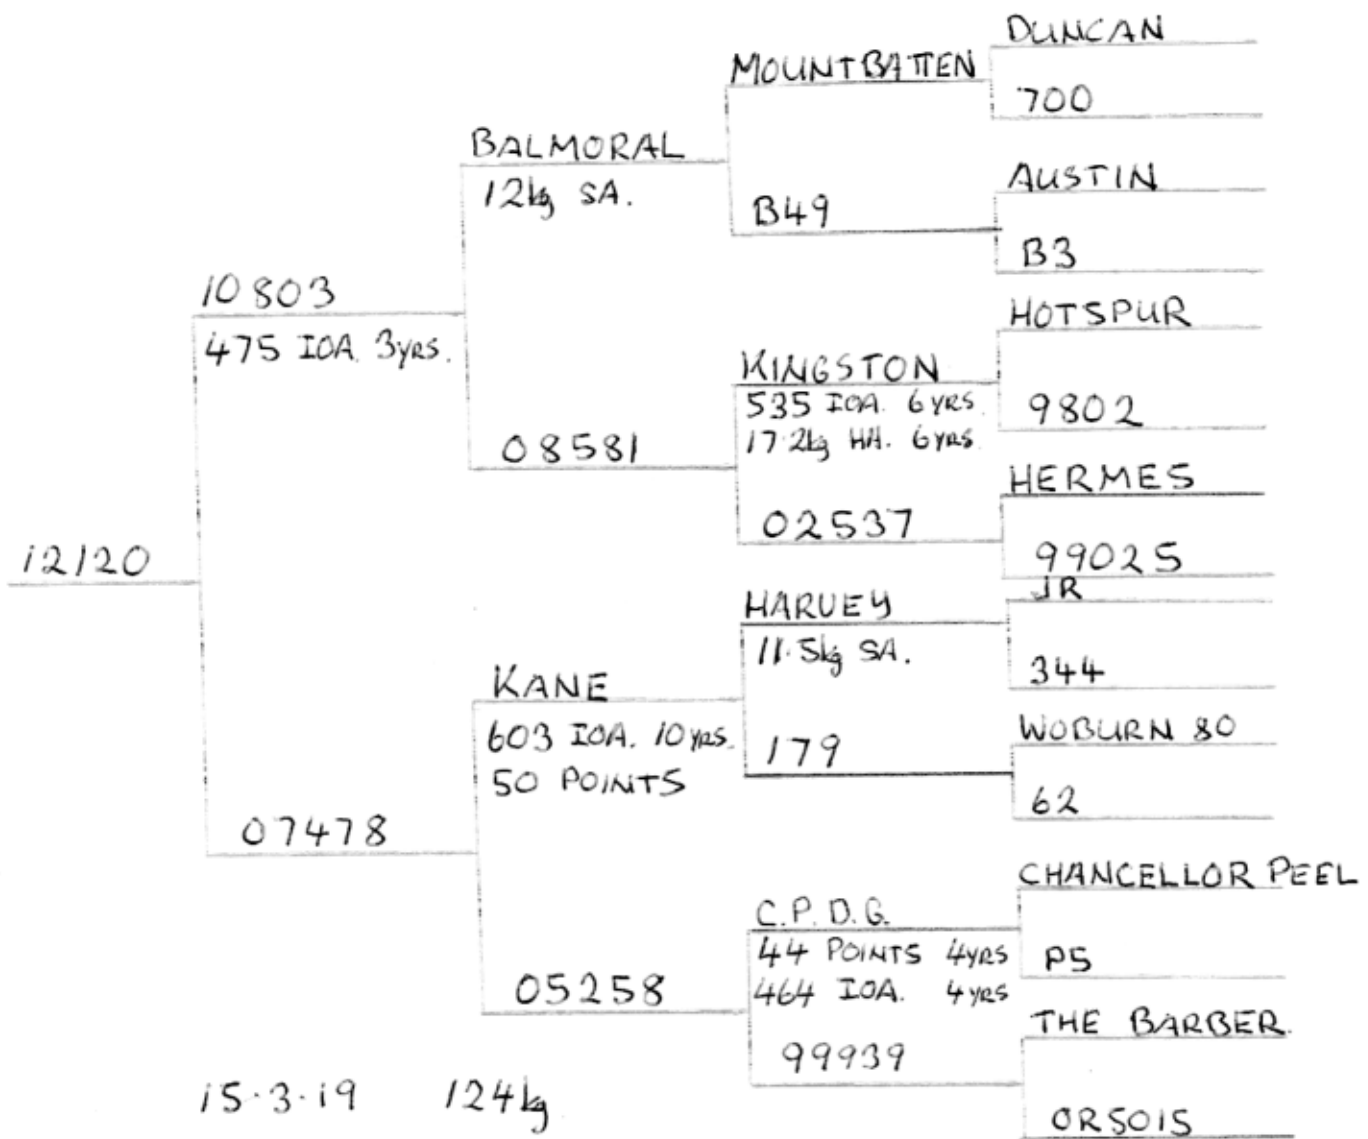 DUNCAN
MOUNTBATTEN
700
BALMORAL
12kg SA.
AUSTIN
B49
B3
10803
475 IOA. 3yrs.
HOTSPUR
KINGSTON
535 IOA. 6YRS
17.2kg HH. 6YRS
9802
08581
HERMES
02537
99025
12120
JR
HARVEY
11.5kg SA.
344
KANE
603 IOA. 10YRS.
50 POINTS
WOBURN 80
179
62
07478
CHANCELLOR PEEL
C.P.D.G.
44 POINTS 4YRS
464 IOA. 4YRS
P5
05258
THE BARBER.
99939
15.3.19 124kg
OR5015